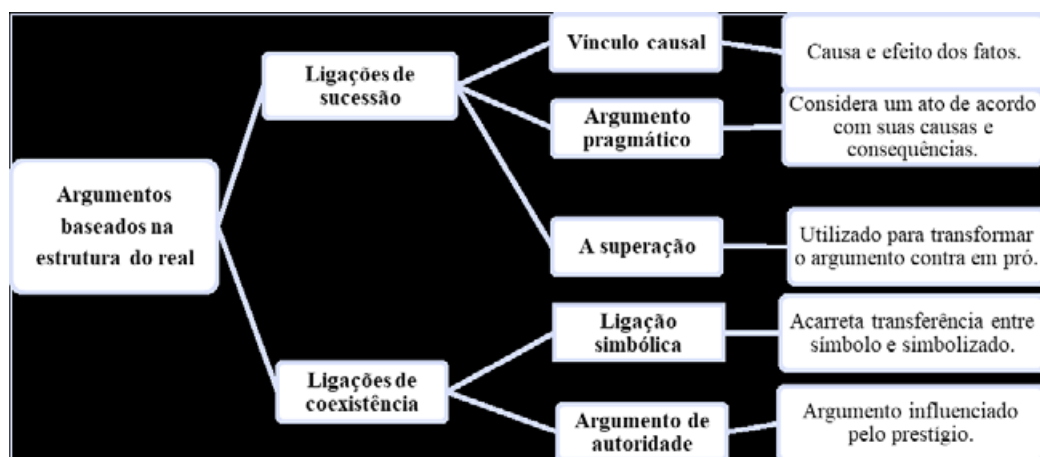 Argumentos
baseados na
estrutura do real
Ligações de
sucessão
Vínculo causal
Causa e efeito dos fatos.
Argumento
pragmático
Considera um ato de acordo
com suas causas e
consequências.
A superação
Utilizado para transformar
o argumento contra em pró.
Ligações de
coexistência
Ligação
simbólica
Acarreta transferência entre
símbolo e simbolizado.
Argumento de
autoridade
Argumento influenciado
pelo prestígio.